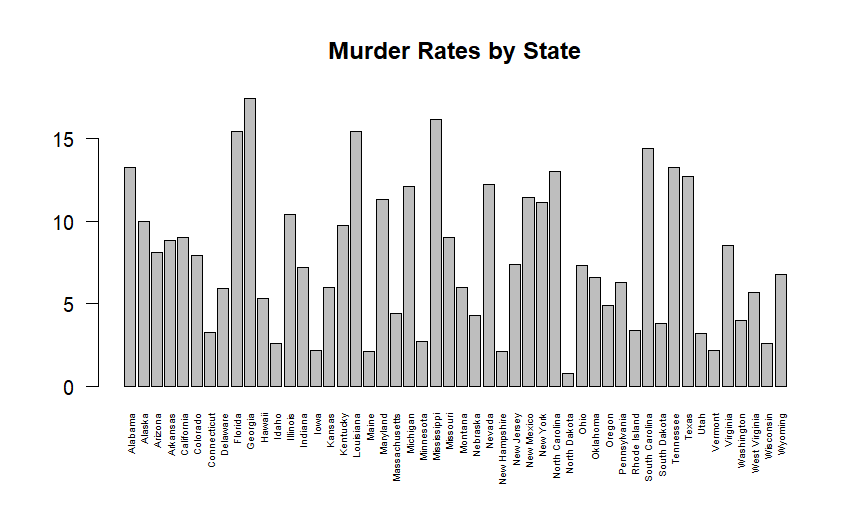 Murder Rates by State
15
10
5
0
Alabama
Alaska
Arizona
Arkansas
California
Colorado
Connecticut
Delaware
Florida
Georgia
Hawaii
Idaho
Illinois
Indiana
Iowa
Kansas
Kentucky
Louisiana
Maine
Maryland
Massachusetts
Michigan
Minnesota
Mississippi
Missouri
Montana
Nebraska
Nevada
New Hampshire
New Jersey
New Mexico
New York
North Carolina
North Dakota
Ohio
Oklahoma
Oregon
Pennsylvania
Rhode Island
South Carolina
South Dakota
Tennessee
Texas
Utah
Vermont
Virginia
Washington
West Virginia
Wisconsin
Wyoming